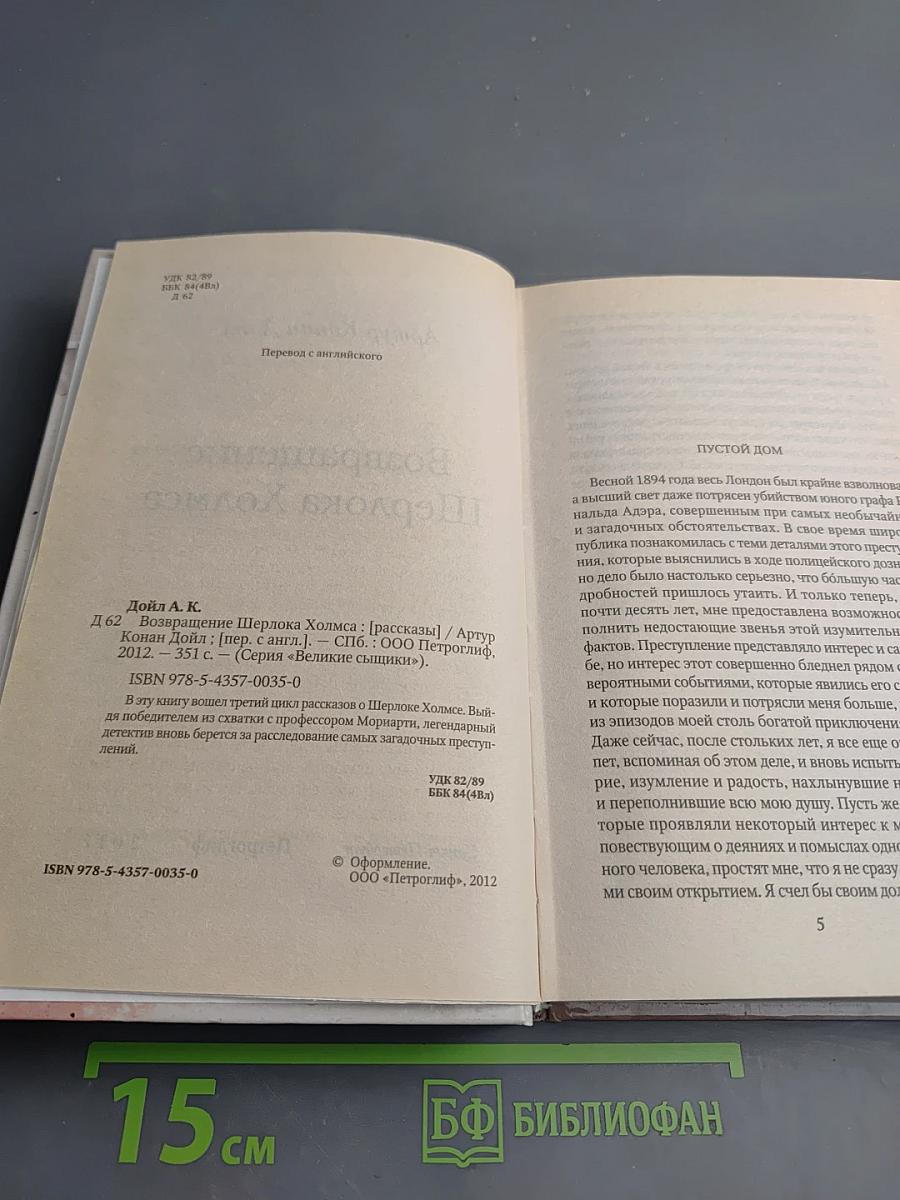 УДК 82/89
ББК 84(4Вл)
Д 62
Перевод с английского
Дойл А. К.
Д 62 Возвращение Шерлока Холмса : [рассказы] / Артур
Конан Дойл ; [пер. с англ.]. — СПб. : ООО Петроглиф,
2012. — 351 с. — (Серия «Великие сыщики»).
ISBN 978-5-4357-0035-0
В эту книгу вошел третий цикл рассказов о Шерлоке Холмсе. Вый-
дя победителем из схватки с профессором Мориарти, легендарный
детектив вновь берется за расследование самых загадочных преступ-
лений.
УДК 82/89
ББК 84(4Вл)
ISBN 978-5-4357-0035-0
© Оформление.
ООО «Петроглиф», 2012
ПУСТОЙ ДОМ
Весной 1894 года весь Лондон был крайне взволнова
а высший свет даже потрясен убийством юного графа
нальда Адэра, совершенным при самых необычай
и загадочных обстоятельствах. В свое время широ
публика познакомилась с теми деталями этого престу
ния, которые выяснились в ходе полицейского дозн
но дело было настолько серьезно, что бо́льшую час
дробностей пришлось утаить. И только теперь,
почти десять лет, мне предоставлена возможнос
полнить недостающие звенья этой изумительн
фактов. Преступление представляло интерес и са
бе, но интерес этот совершенно бледнел рядом с
вероятными событиями, которые явились его с
и которые поразили и потрясли меня больше,
из эпизодов моей столь богатой приключени
Даже сейчас, после стольких лет, я все еще
пет, вспоминая об этом деле, и вновь испыть
рие, изумление и радость, нахлынувшие н
и переполнившие всю мою душу. Пусть же
торые проявляли некоторый интерес к м
повествующим о деяниях и помыслах одно
ного человека, простят мне, что я не сразу
ми своим открытием. Я счел бы своим дол
5
15 см
БФ БИБЛИОФАН